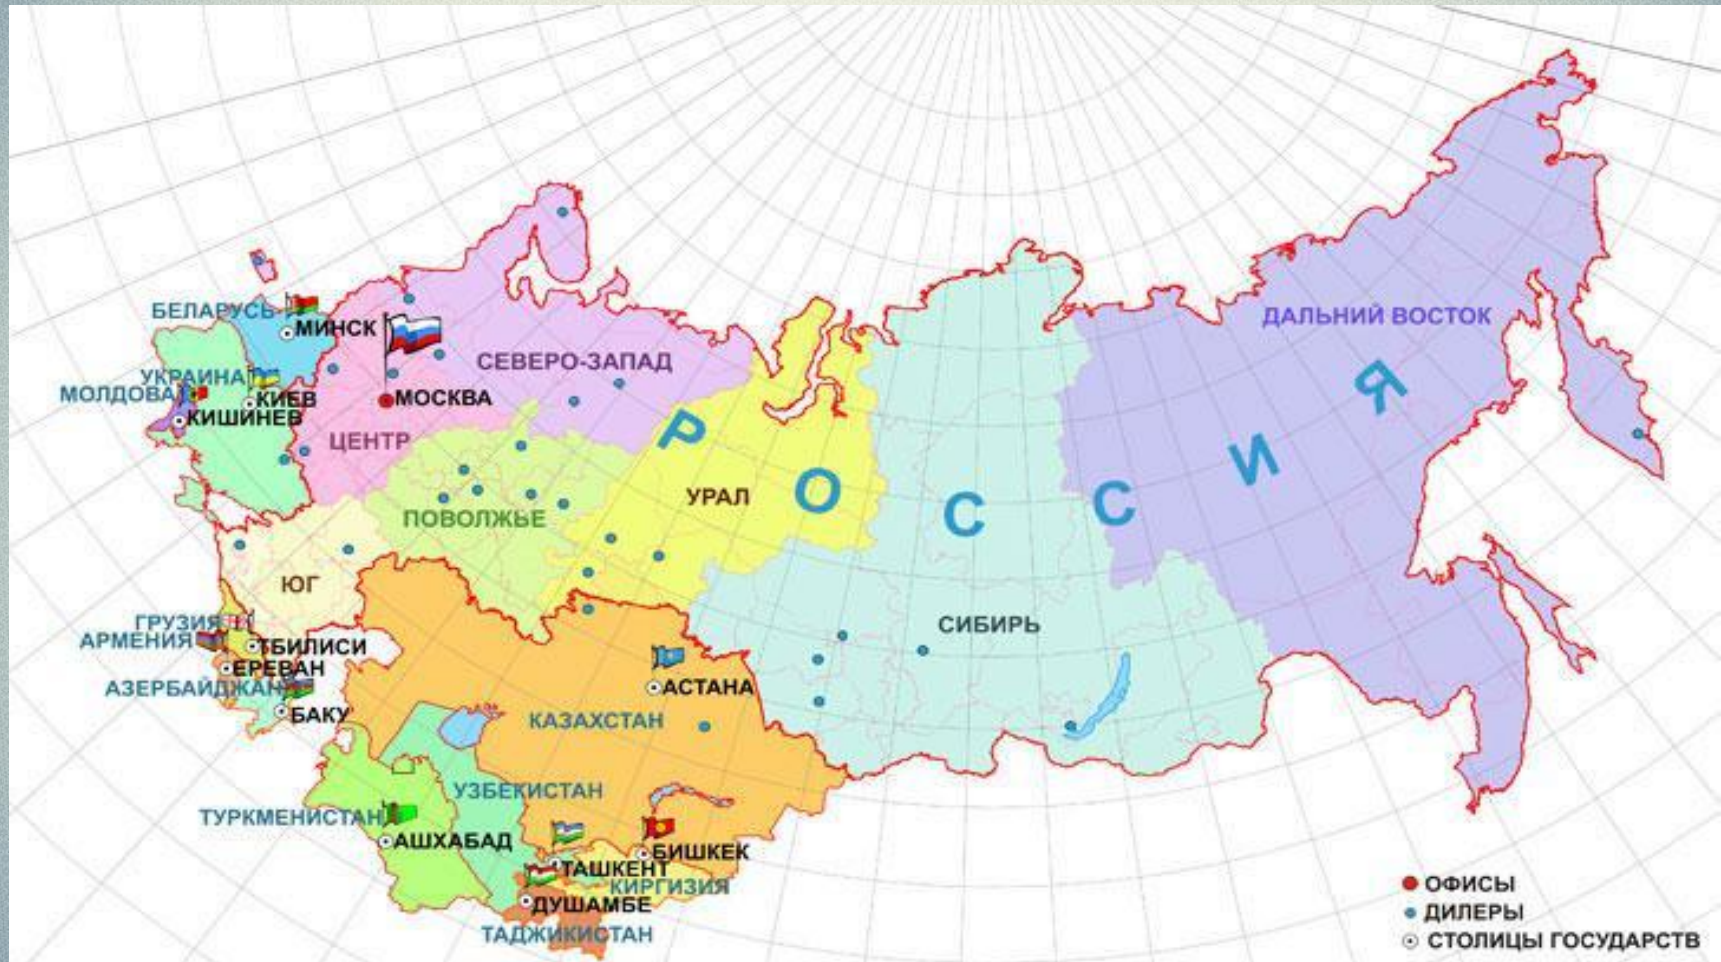 БЕЛАРУСЬ
МИНСК
ДАЛЬНИЙ ВОСТОК
СЕВЕРО-ЗАПАД
УКРАИНА
МОЛДОВА
КИЕВ
МОСКВА
КИШИНЕВ
ЦЕНТР
РОССИЯ
УРАЛ
ПОВОЛЖЬЕ
ЮГ
ГРУЗИЯ
СИБИРЬ
АРМЕНИЯ
ТБИЛИСИ
ЕРЕВАН
АЗЕРБАЙДЖАН
АСТАНА
БАКУ
КАЗАХСТАН
УЗБЕКИСТАН
ТУРКМЕНИСТАН
АШХАБАД
БИШКЕК
ТАШКЕНТ
КИРГИЗИЯ
ДУШАМБЕ
ТАДЖИКИСТАН
ОФИСЫ
ДИЛЕРЫ
СТОЛИЦЫ ГОСУДАРСТВ